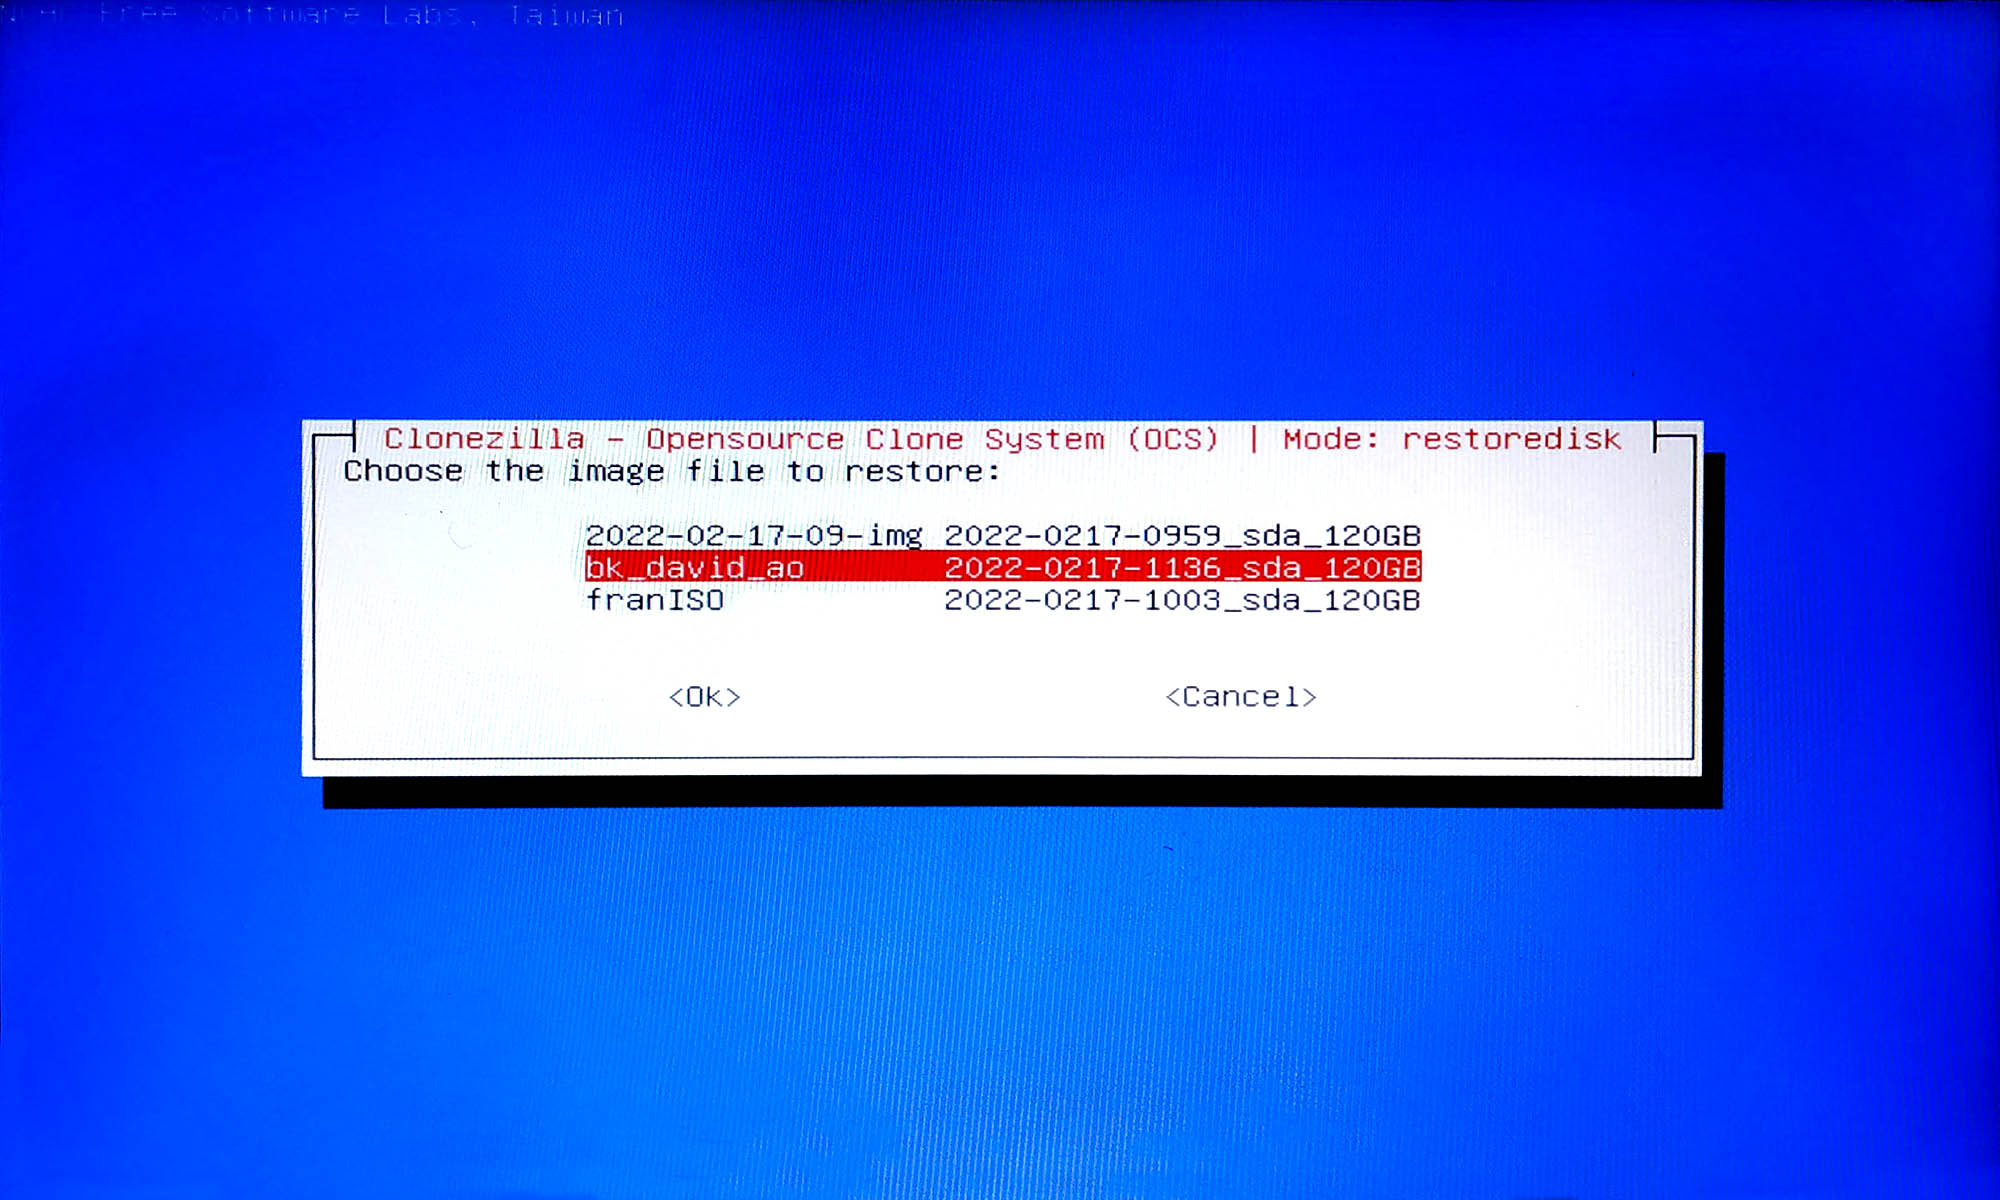 Free Software Labs, Taiwan
Clonezilla - Opensource Clone System (OCS) | Mode: restoredisk
Choose the image file to restore:
2022-02-17-09-img 2022-0217-0959_sda_120GB
bk_david_ao 2022-0217-1136_sda_120GB
franISO 2022-0217-1003_sda_120GB
<Ok> <Cancel>